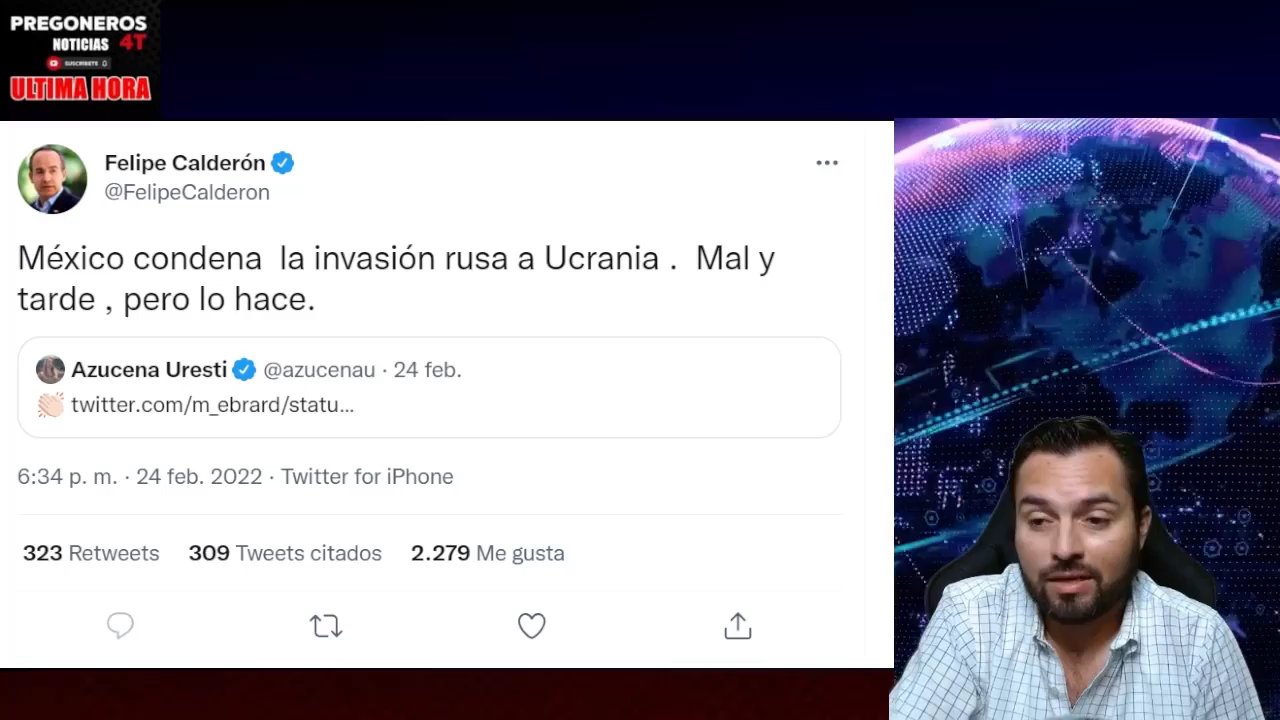 PREGONEROS
NOTICIAS 4T
SUSCRIBETE
ULTIMA HORA
Felipe Calderón
@FelipeCalderon
México condena  la invasión rusa a Ucrania .  Mal y
tarde , pero lo hace.
Azucena Uresti @azucenau · 24 feb.
👏🏻 twitter.com/m_ebrard/statu...
6:34 p. m. · 24 feb. 2022 · Twitter for iPhone
323 Retweets 309 Tweets citados 2.279 Me gusta